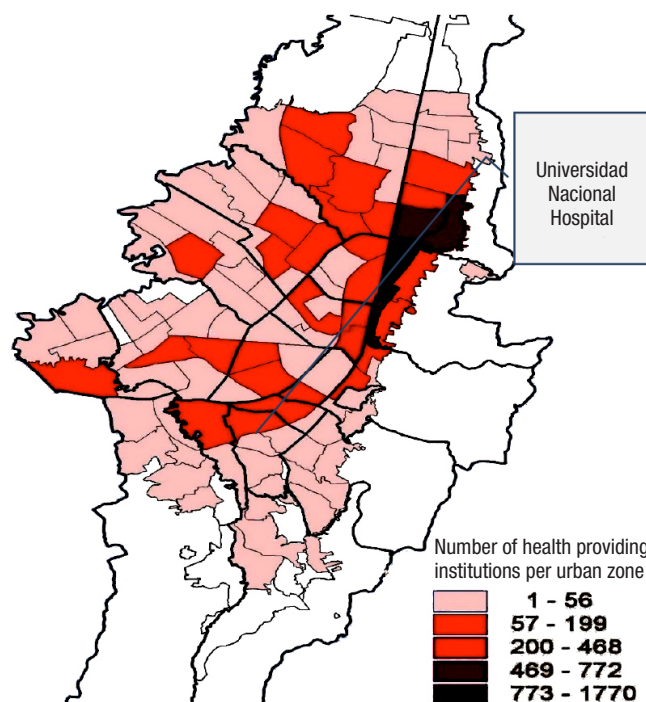 Universidad
Nacional
Hospital
Number of health providing
institutions per urban zone
1 - 56
57 - 199
200 - 468
469 - 772
773 - 1770